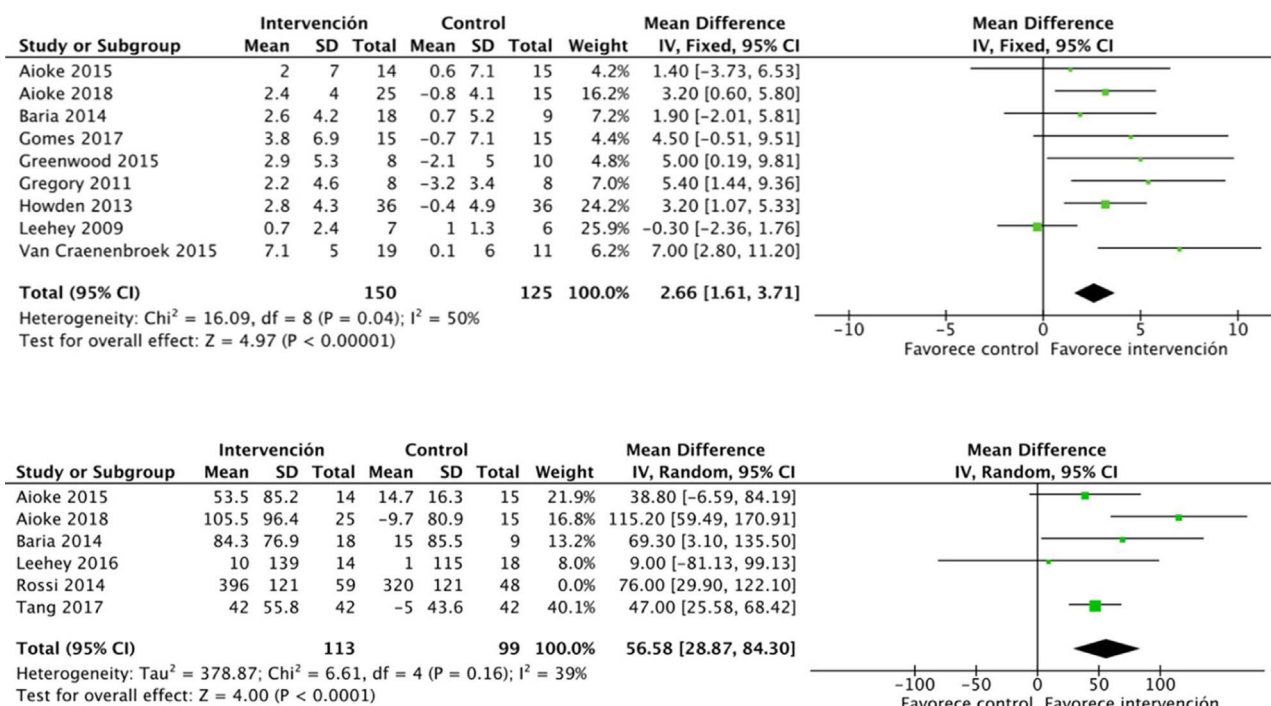 Intervención Control Mean Difference Mean Difference
Study or Subgroup Mean SD Total Mean SD Total Weight IV, Fixed, 95% CI IV, Fixed, 95% CI
Aioke 2015 2 7 14 0.6 7.1 15 4.2% 1.40 [-3.73, 6.53]
Aioke 2018 2.4 4 25 -0.8 4.1 15 16.2% 3.20 [0.60, 5.80]
Baria 2014 2.6 4.2 18 0.7 5.2 9 7.2% 1.90 [-2.01, 5.81]
Gomes 2017 3.8 6.9 15 -0.7 7.1 15 4.4% 4.50 [-0.51, 9.51]
Greenwood 2015 2.9 5.3 8 -2.1 5 10 4.8% 5.00 [0.19, 9.81]
Gregory 2011 2.2 4.6 8 -3.2 3.4 8 7.0% 5.40 [1.44, 9.36]
Howden 2013 2.8 4.3 36 -0.4 4.9 36 24.2% 3.20 [1.07, 5.33]
Leehey 2009 0.7 2.4 7 1 1.3 6 25.9% -0.30 [-2.36, 1.76]
Van Craenenbroek 2015 7.1 5 19 0.1 6 11 6.2% 7.00 [2.80, 11.20]
Total (95% CI) 150 125 100.0% 2.66 [1.61, 3.71]
Heterogeneity: Chi² = 16.09, df = 8 (P = 0.04); I² = 50%
Test for overall effect: Z = 4.97 (P < 0.00001)
-10 -5 0 5 10
Favorece control Favorece intervención
Intervención Control Mean Difference Mean Difference
Study or Subgroup Mean SD Total Mean SD Total Weight IV, Random, 95% CI IV, Random, 95% CI
Aioke 2015 53.5 85.2 14 14.7 16.3 15 21.9% 38.80 [-6.59, 84.19]
Aioke 2018 105.5 96.4 25 -9.7 80.9 15 16.8% 115.20 [59.49, 170.91]
Baria 2014 84.3 76.9 18 15 85.5 9 13.2% 69.30 [3.10, 135.50]
Leehey 2016 10 139 14 1 115 18 8.0% 9.00 [-81.13, 99.13]
Rossi 2014 396 121 59 320 121 48 0.0% 76.00 [29.90, 122.10]
Tang 2017 42 55.8 42 -5 43.6 42 40.1% 47.00 [25.58, 68.42]
Total (95% CI) 113 99 100.0% 56.58 [28.87, 84.30]
Heterogeneity: Tau² = 378.87; Chi² = 6.61, df = 4 (P = 0.16); I² = 39%
Test for overall effect: Z = 4.00 (P < 0.0001)
-100 -50 0 50 100
Favorece control Favorece intervención